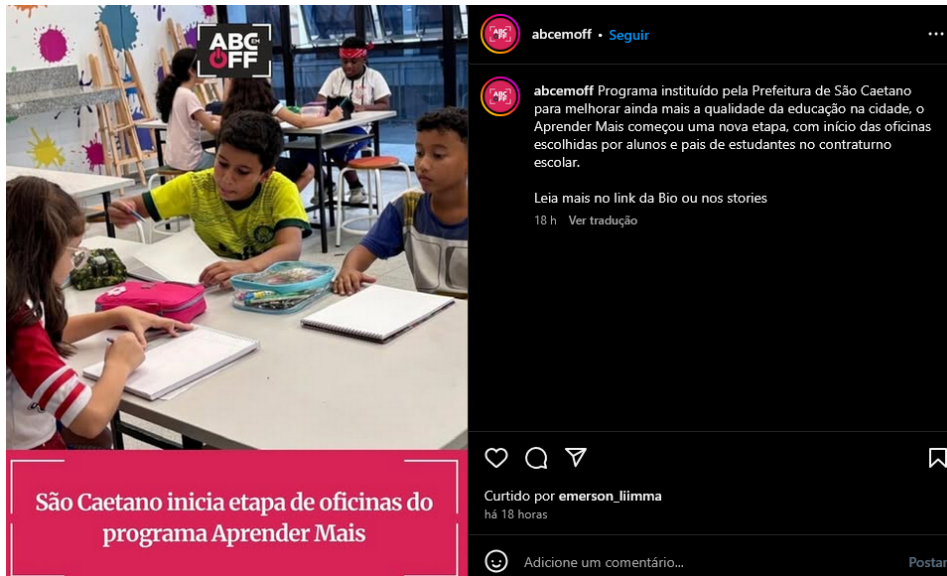 ABC EM
OFF
São Caetano inicia etapa de oficinas do
programa Aprender Mais
abcemoff • Seguir
abcemoff Programa instituído pela Prefeitura de São Caetano
para melhorar ainda mais a qualidade da educação na cidade, o
Aprender Mais começou uma nova etapa, com início das oficinas
escolhidas por alunos e pais de estudantes no contraturno
escolar.
Leia mais no link da Bio ou nos stories
18 h Ver tradução
Curtido por emerson_liimma
há 18 horas
Adicione um comentário...
Postar